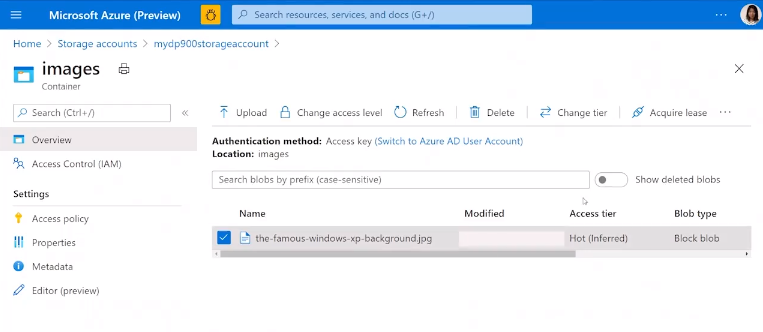 Microsoft Azure (Preview)
Search resources, services, and docs (G+/)
Home > Storage accounts > mydp900storageaccount >
images
Container
Search (Ctrl+/)
«
Upload Change access level Refresh Delete Change tier Acquire lease ...
Overview
Access Control (IAM)
Settings
Access policy
Properties
Metadata
Editor (preview)
Authentication method: Access key (Switch to Azure AD User Account)
Location: images
Search blobs by prefix (case-sensitive)
Show deleted blobs
Name Modified Access tier Blob type
the-famous-windows-xp-background.jpg Hot (Inferred) Block blob